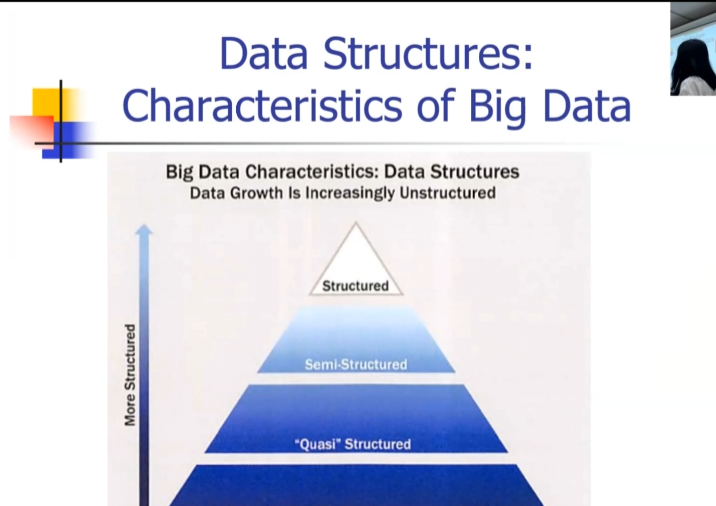 Data Structures:
Characteristics of Big Data
Big Data Characteristics: Data Structures
Data Growth Is Increasingly Unstructured
Structured
Semi-Structured
More Structured
"Quasi" Structured